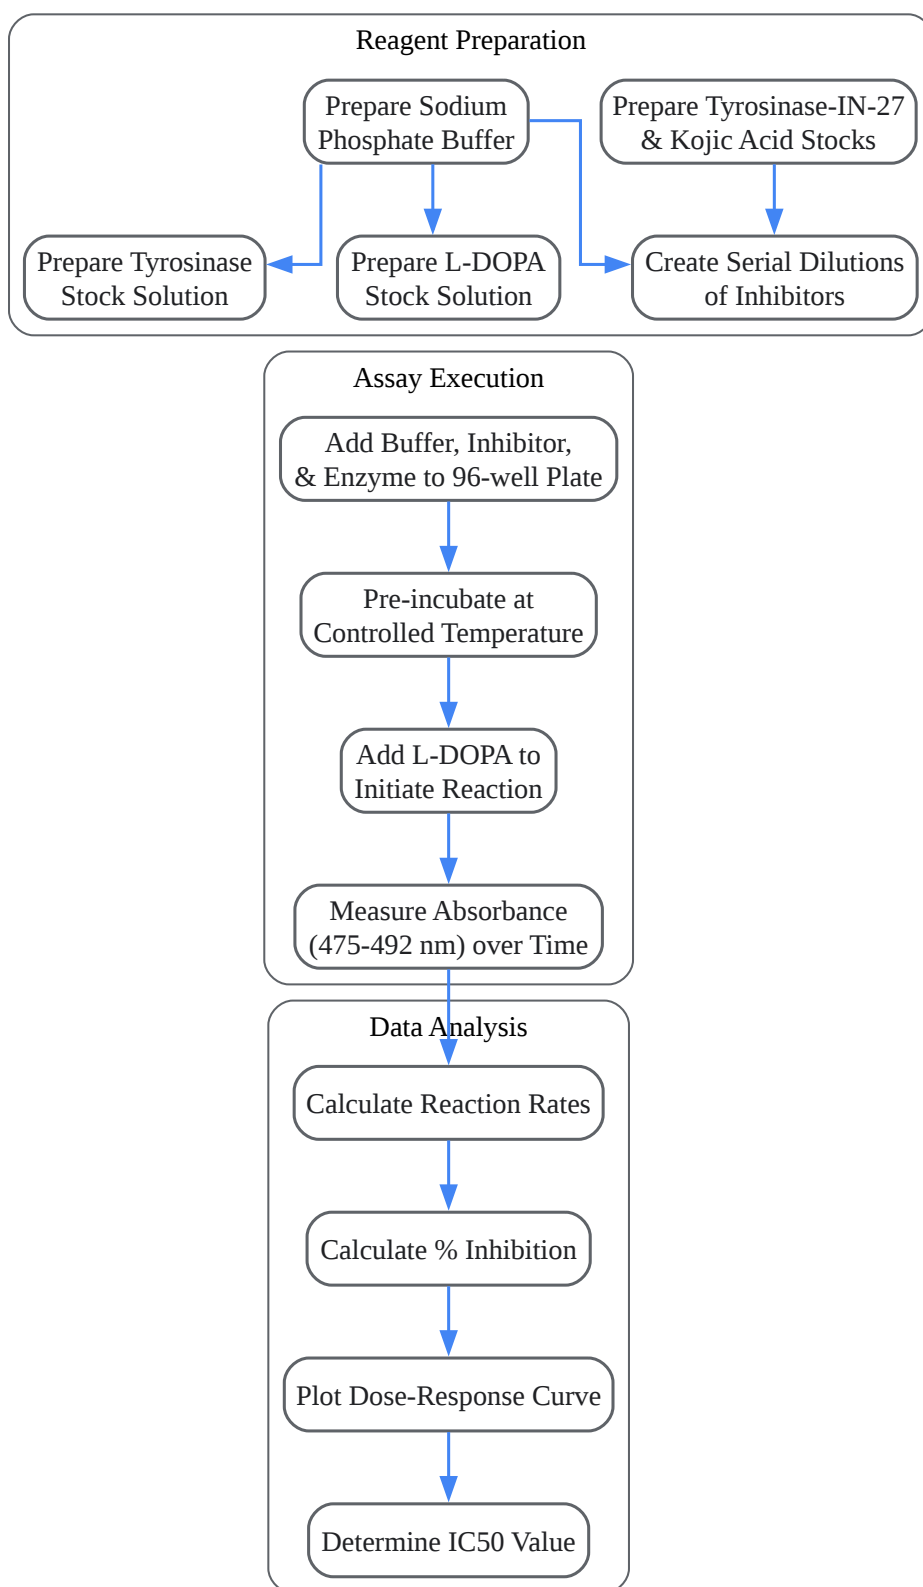 Reagent Preparation
Prepare Sodium
Phosphate Buffer
Prepare Tyrosinase-IN-27
& Kojic Acid Stocks
Prepare Tyrosinase
Stock Solution
Prepare L-DOPA
Stock Solution
Create Serial Dilutions
of Inhibitors
Assay Execution
Add Buffer, Inhibitor,
& Enzyme to 96-well Plate
Pre-incubate at
Controlled Temperature
Add L-DOPA to
Initiate Reaction
Measure Absorbance
(475-492 nm) over Time
Data Analysis
Calculate Reaction Rates
Calculate % Inhibition
Plot Dose-Response Curve
Determine IC50 Value